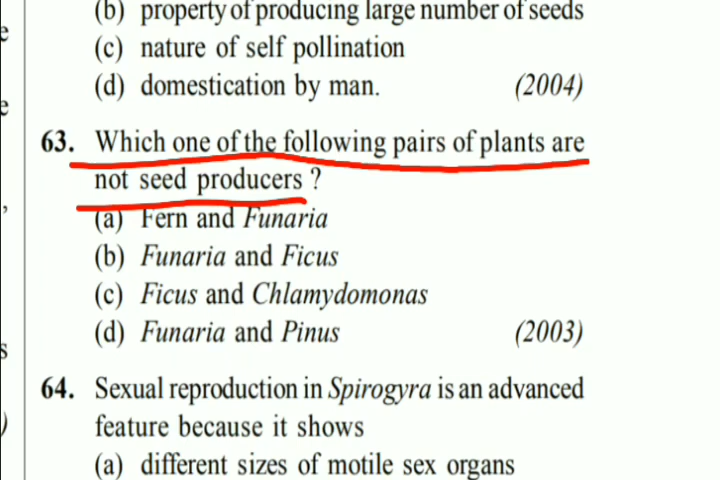 (b) property of producing large number of seeds
(c) nature of self pollination
(d) domestication by man. (2004)
63. Which one of the following pairs of plants are
not seed producers ?
(a) Fern and Funaria
(b) Funaria and Ficus
(c) Ficus and Chlamydomonas
(d) Funaria and Pinus (2003)
64. Sexual reproduction in Spirogyra is an advanced
feature because it shows
(a) different sizes of motile sex organs